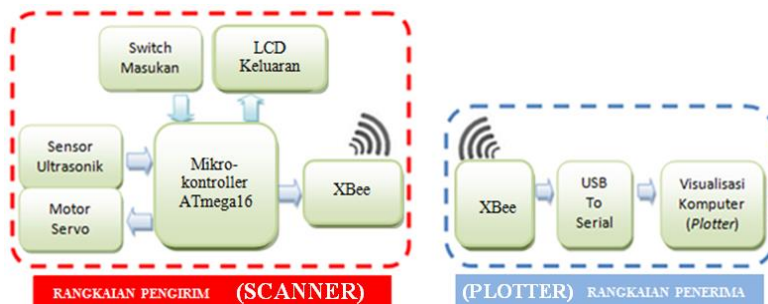 Switch
Masukan
LCD
Keluaran
Sensor
Ultrasonik
Motor
Servo
Mikro-
kontroller
ATmega16
XBee
XBee
USB
To
Serial
Visualisasi
Komputer
(Plotter)
RANGKAIAN PENGIRIM (SCANNER)
(PLOTTER) RANGKAIAN PENERIMA